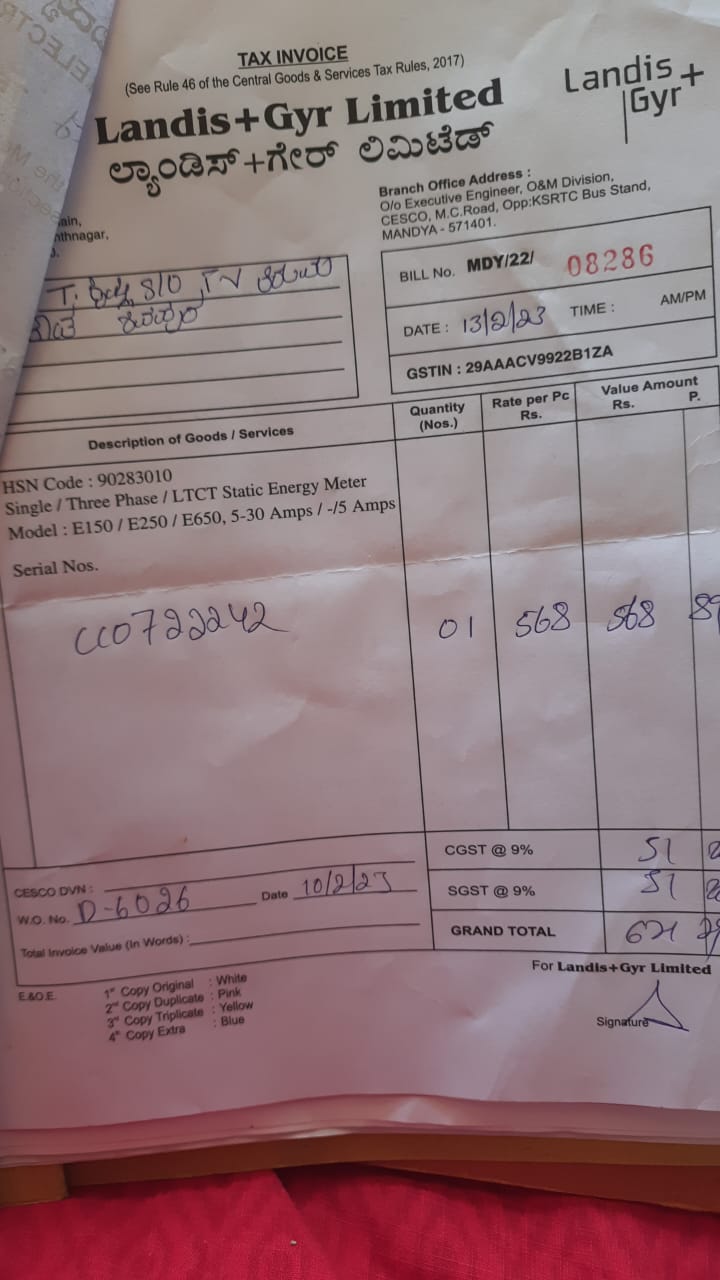 TAX INVOICE
(See Rule 46 of the Central Goods & Services Tax Rules, 2017)
Landis+Gyr Limited
ಲ್ಯಾಂಡಿಸ್+ಗೇರ್ ಲಿಮಿಟೆಡ್
Landis+
Gyr+
Branch Office Address :
O/o Executive Engineer, O&M Division,
CESCO, M.C.Road, Opp:KSRTC Bus Stand,
MANDYA - 571401.
ain,
nthnagar,
T. S/O TN
BILL No. MDY/22/ 08286
DATE : 13/2/23 TIME : AM/PM
GSTIN : 29AAACV9922B1ZA
Description of Goods / Services
Quantity
(Nos.)
Rate per Pc
Rs.
Value Amount
Rs. P.
HSN Code : 90283010
Single / Three Phase / LTCT Static Energy Meter
Model : E150 / E250 / E650, 5-30 Amps / -/5 Amps
Serial Nos.
CC0722242 01 568 568 89
CGST @ 9% 51
SGST @ 9% 51
GRAND TOTAL 671
CESCO DVN :
W.O. No. D-6026 Date 10/2/23
Total Invoice Value (In Words) :
E.&O.E.
1st Copy Original : White
2nd Copy Duplicate : Pink
3rd Copy Triplicate : Yellow
4th Copy Extra : Blue
For Landis+Gyr Limited
Signature